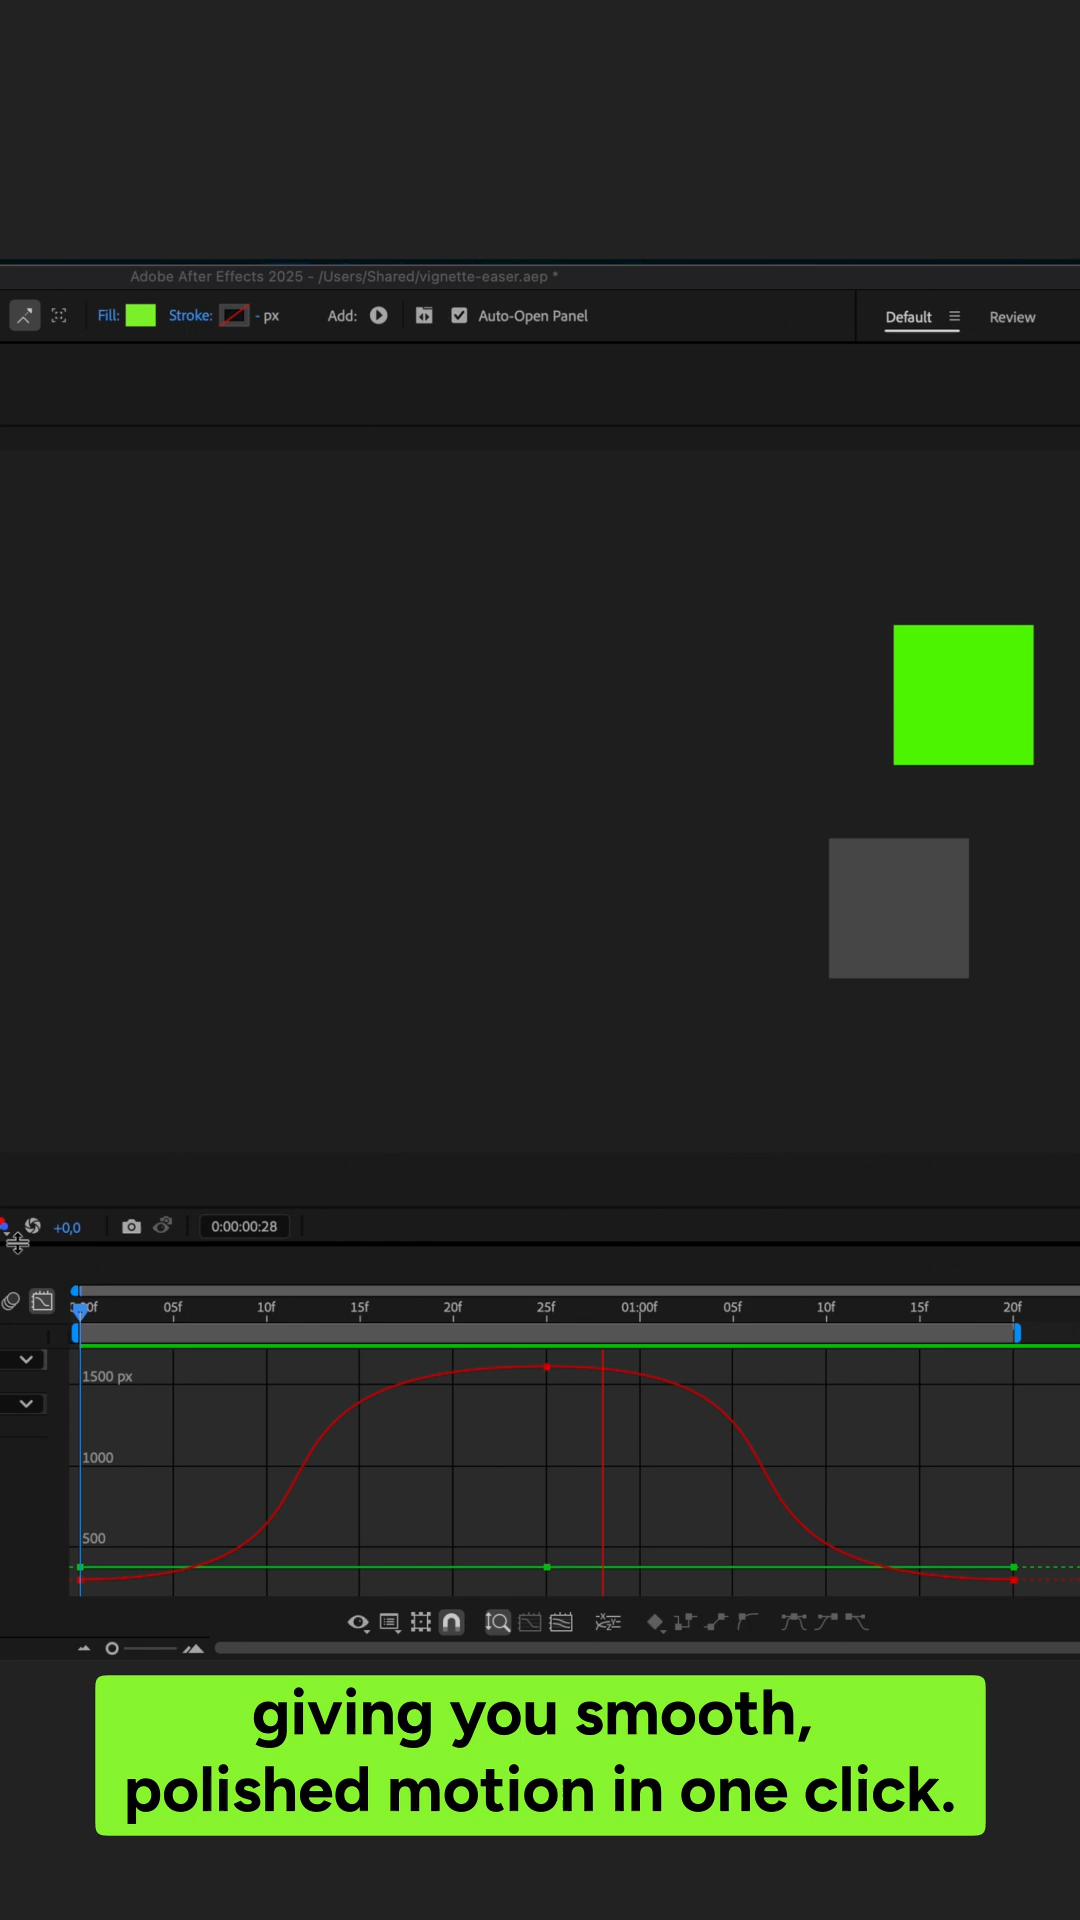 Adobe After Effects 2025 - /Users/Shared/vignette-easer.aep *
Fill: Stroke: - px Add: Auto-Open Panel Default Review
+0,0 0:00:00:28
05f 10f 15f 20f 25f 01:00f 05f 10f 15f 20f
1500 px
1000
500
giving you smooth,
polished motion in one click.